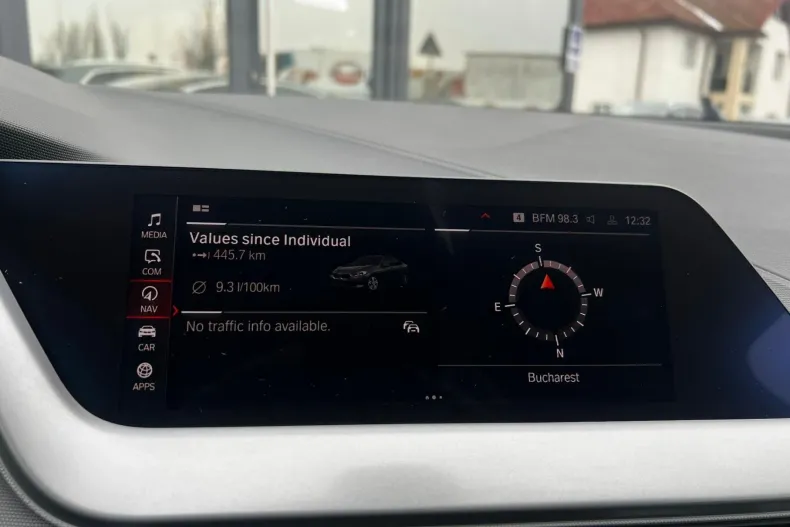 4 BFM 98.3 12:32
MEDIA
COM
NAV
CAR
APPS
Values since Individual
445.7 km
Ø 9.3 l/100km
No traffic info available.
S
W
E
N
Bucharest